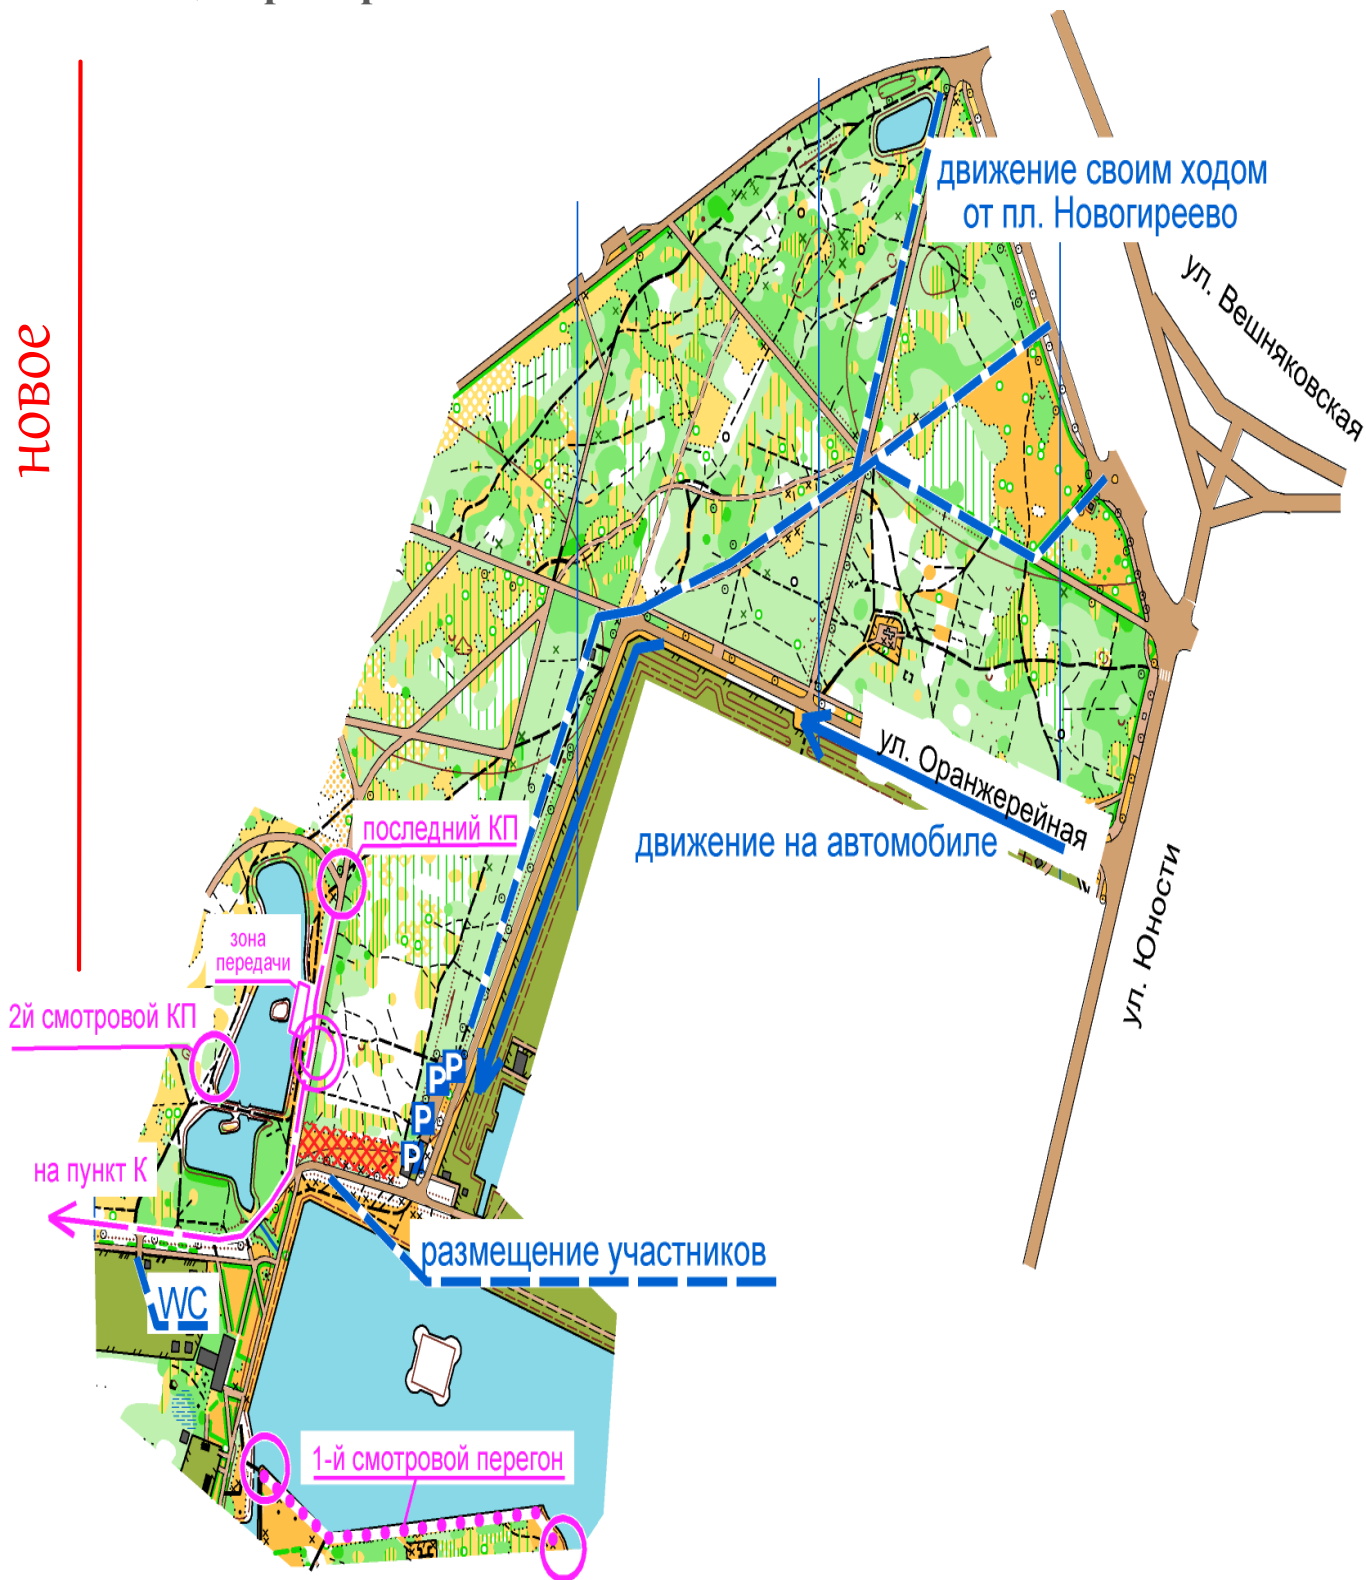 движение своим ходом
от пл. Новогиреево
ул. Вешняковская
новое
ул. Оранжерейная
последний КП
движение на автомобиле
ул. Юности
зона
передачи
2й смотровой КП
P
P
P
P
на пункт К
размещение участников
WC
1-й смотровой перегон